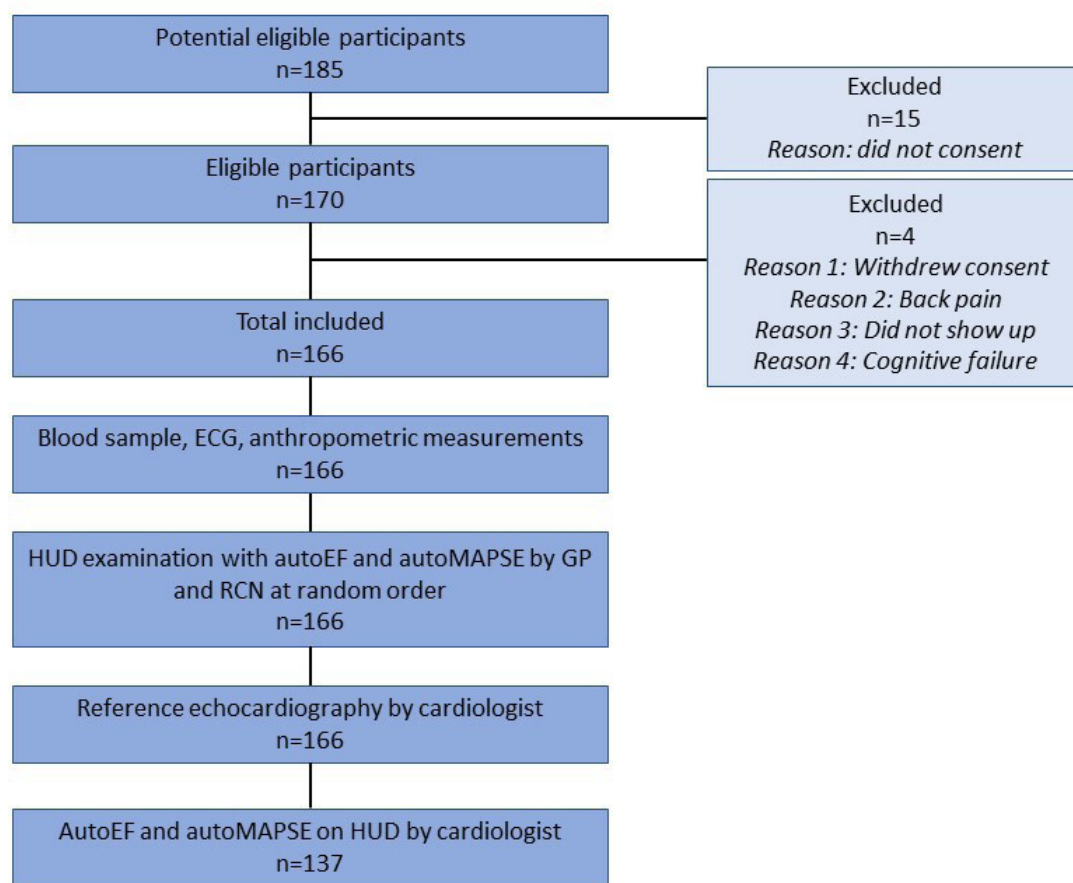 Potential eligible participants
n=185
Excluded
n=15
Reason: did not consent
Eligible participants
n=170
Excluded
n=4
Reason 1: Withdrew consent
Reason 2: Back pain
Reason 3: Did not show up
Reason 4: Cognitive failure
Total included
n=166
Blood sample, ECG, anthropometric measurements
n=166
HUD examination with autoEF and autoMAPSE by GP
and RCN at random order
n=166
Reference echocardiography by cardiologist
n=166
AutoEF and autoMAPSE on HUD by cardiologist
n=137